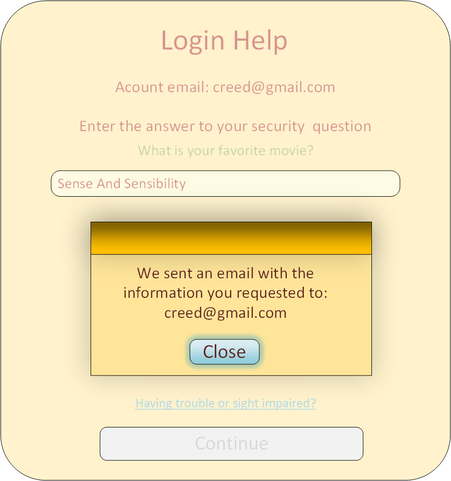 Login Help
Acount email: creed@gmail.com
Enter the answer to your security question
What is your favorite movie?
Sense And Sensibility
We sent an email with the
information you requested to:
creed@gmail.com
Close
Having trouble or sight impaired?
Continue